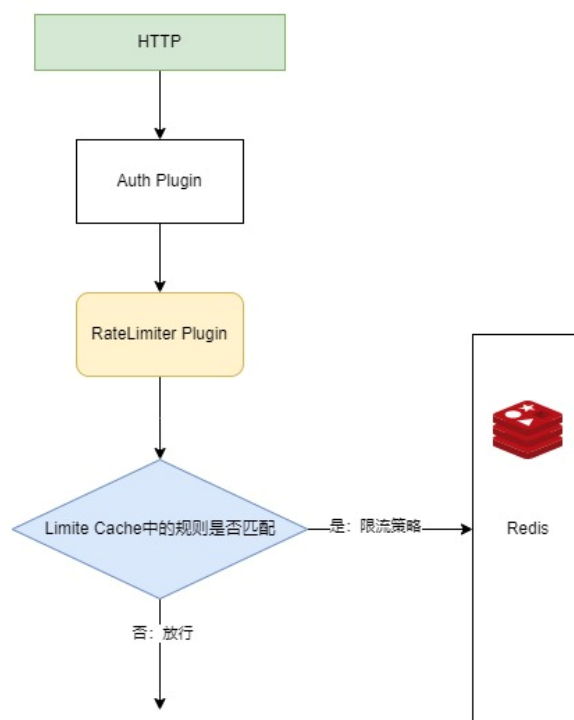 HTTP
Auth Plugin
RateLimiter Plugin
Limite Cache中的规则是否匹配
是：限流策略
Redis
否：放行